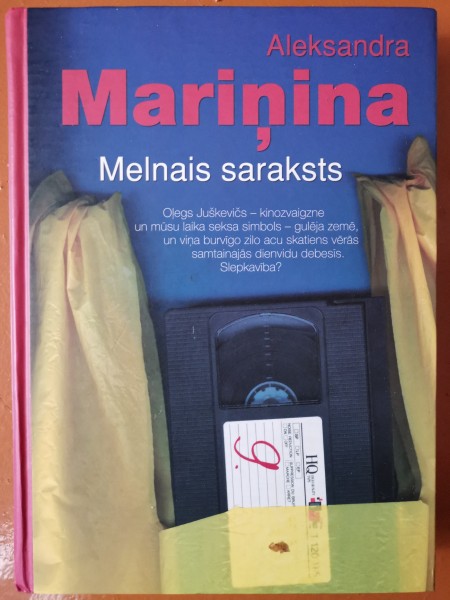 Aleksandra
Mariņina
Melnais saraksts
Oļegs Juškevičs – kinozvaigzne
un mūsu laika seksa simbols – gulēja zemē,
un viņa burvīgo zilo acu skatiens vērās
samtainajās dienvidu debesīs.
Slepkavība?
g.
HQ